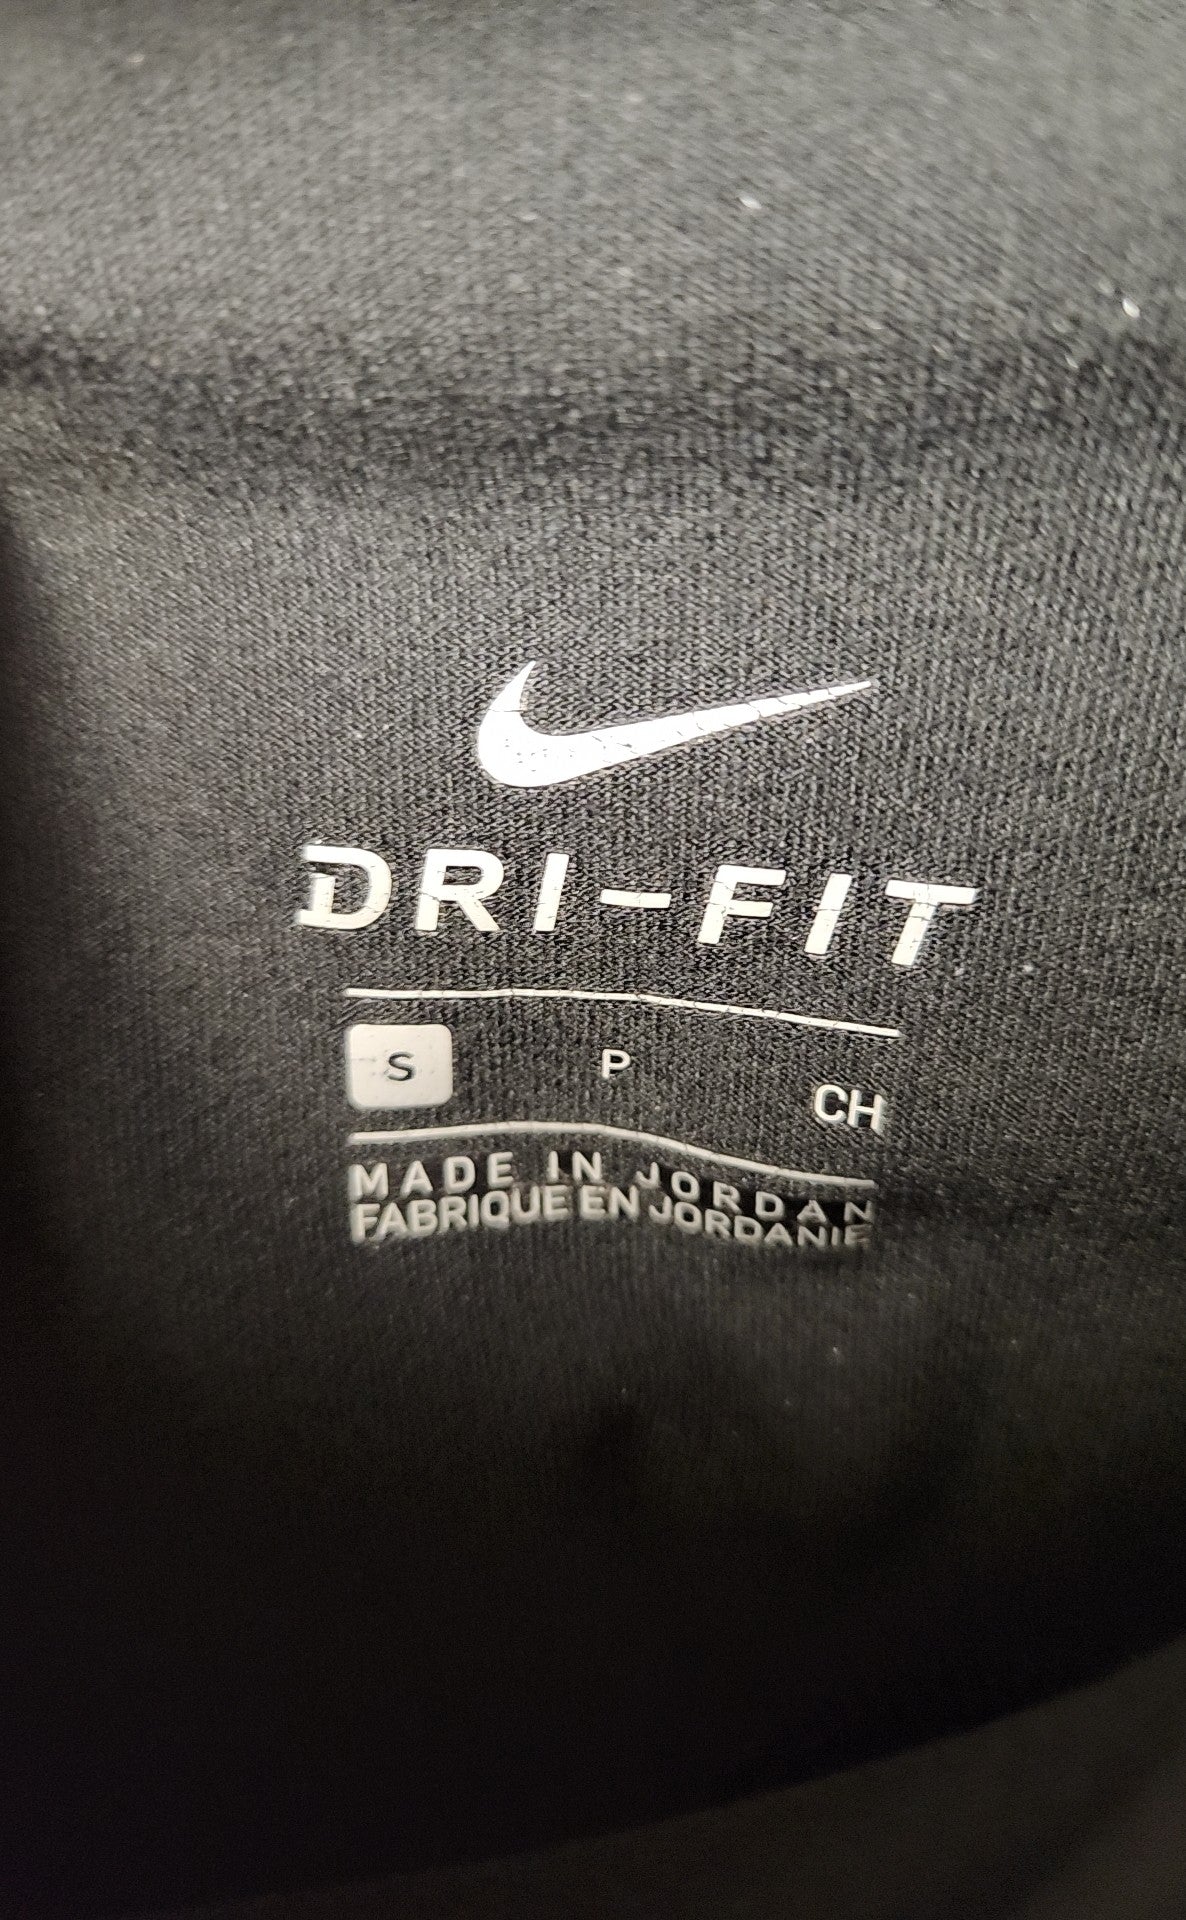 DRI-FIT
S P CH
MADE IN JORDAN
FABRIQUE EN JORDANIE